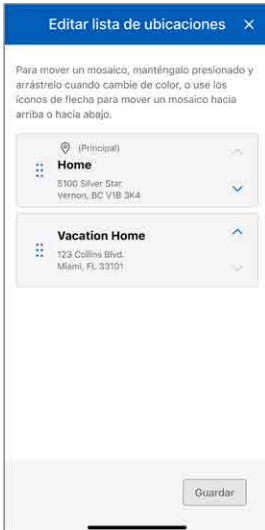 Editar lista de ubicaciones ×
Para mover un mosaico, manténgalo presionado y
arrástrelo cuando cambie de color, o use los
íconos de flecha para mover un mosaico hacia
arriba o hacia abajo.
(Principal)
Home
5100 Silver Star
Vernon, BC V1B 3K4
Vacation Home
123 Collins Blvd.
Miami, FL 33101
Guardar